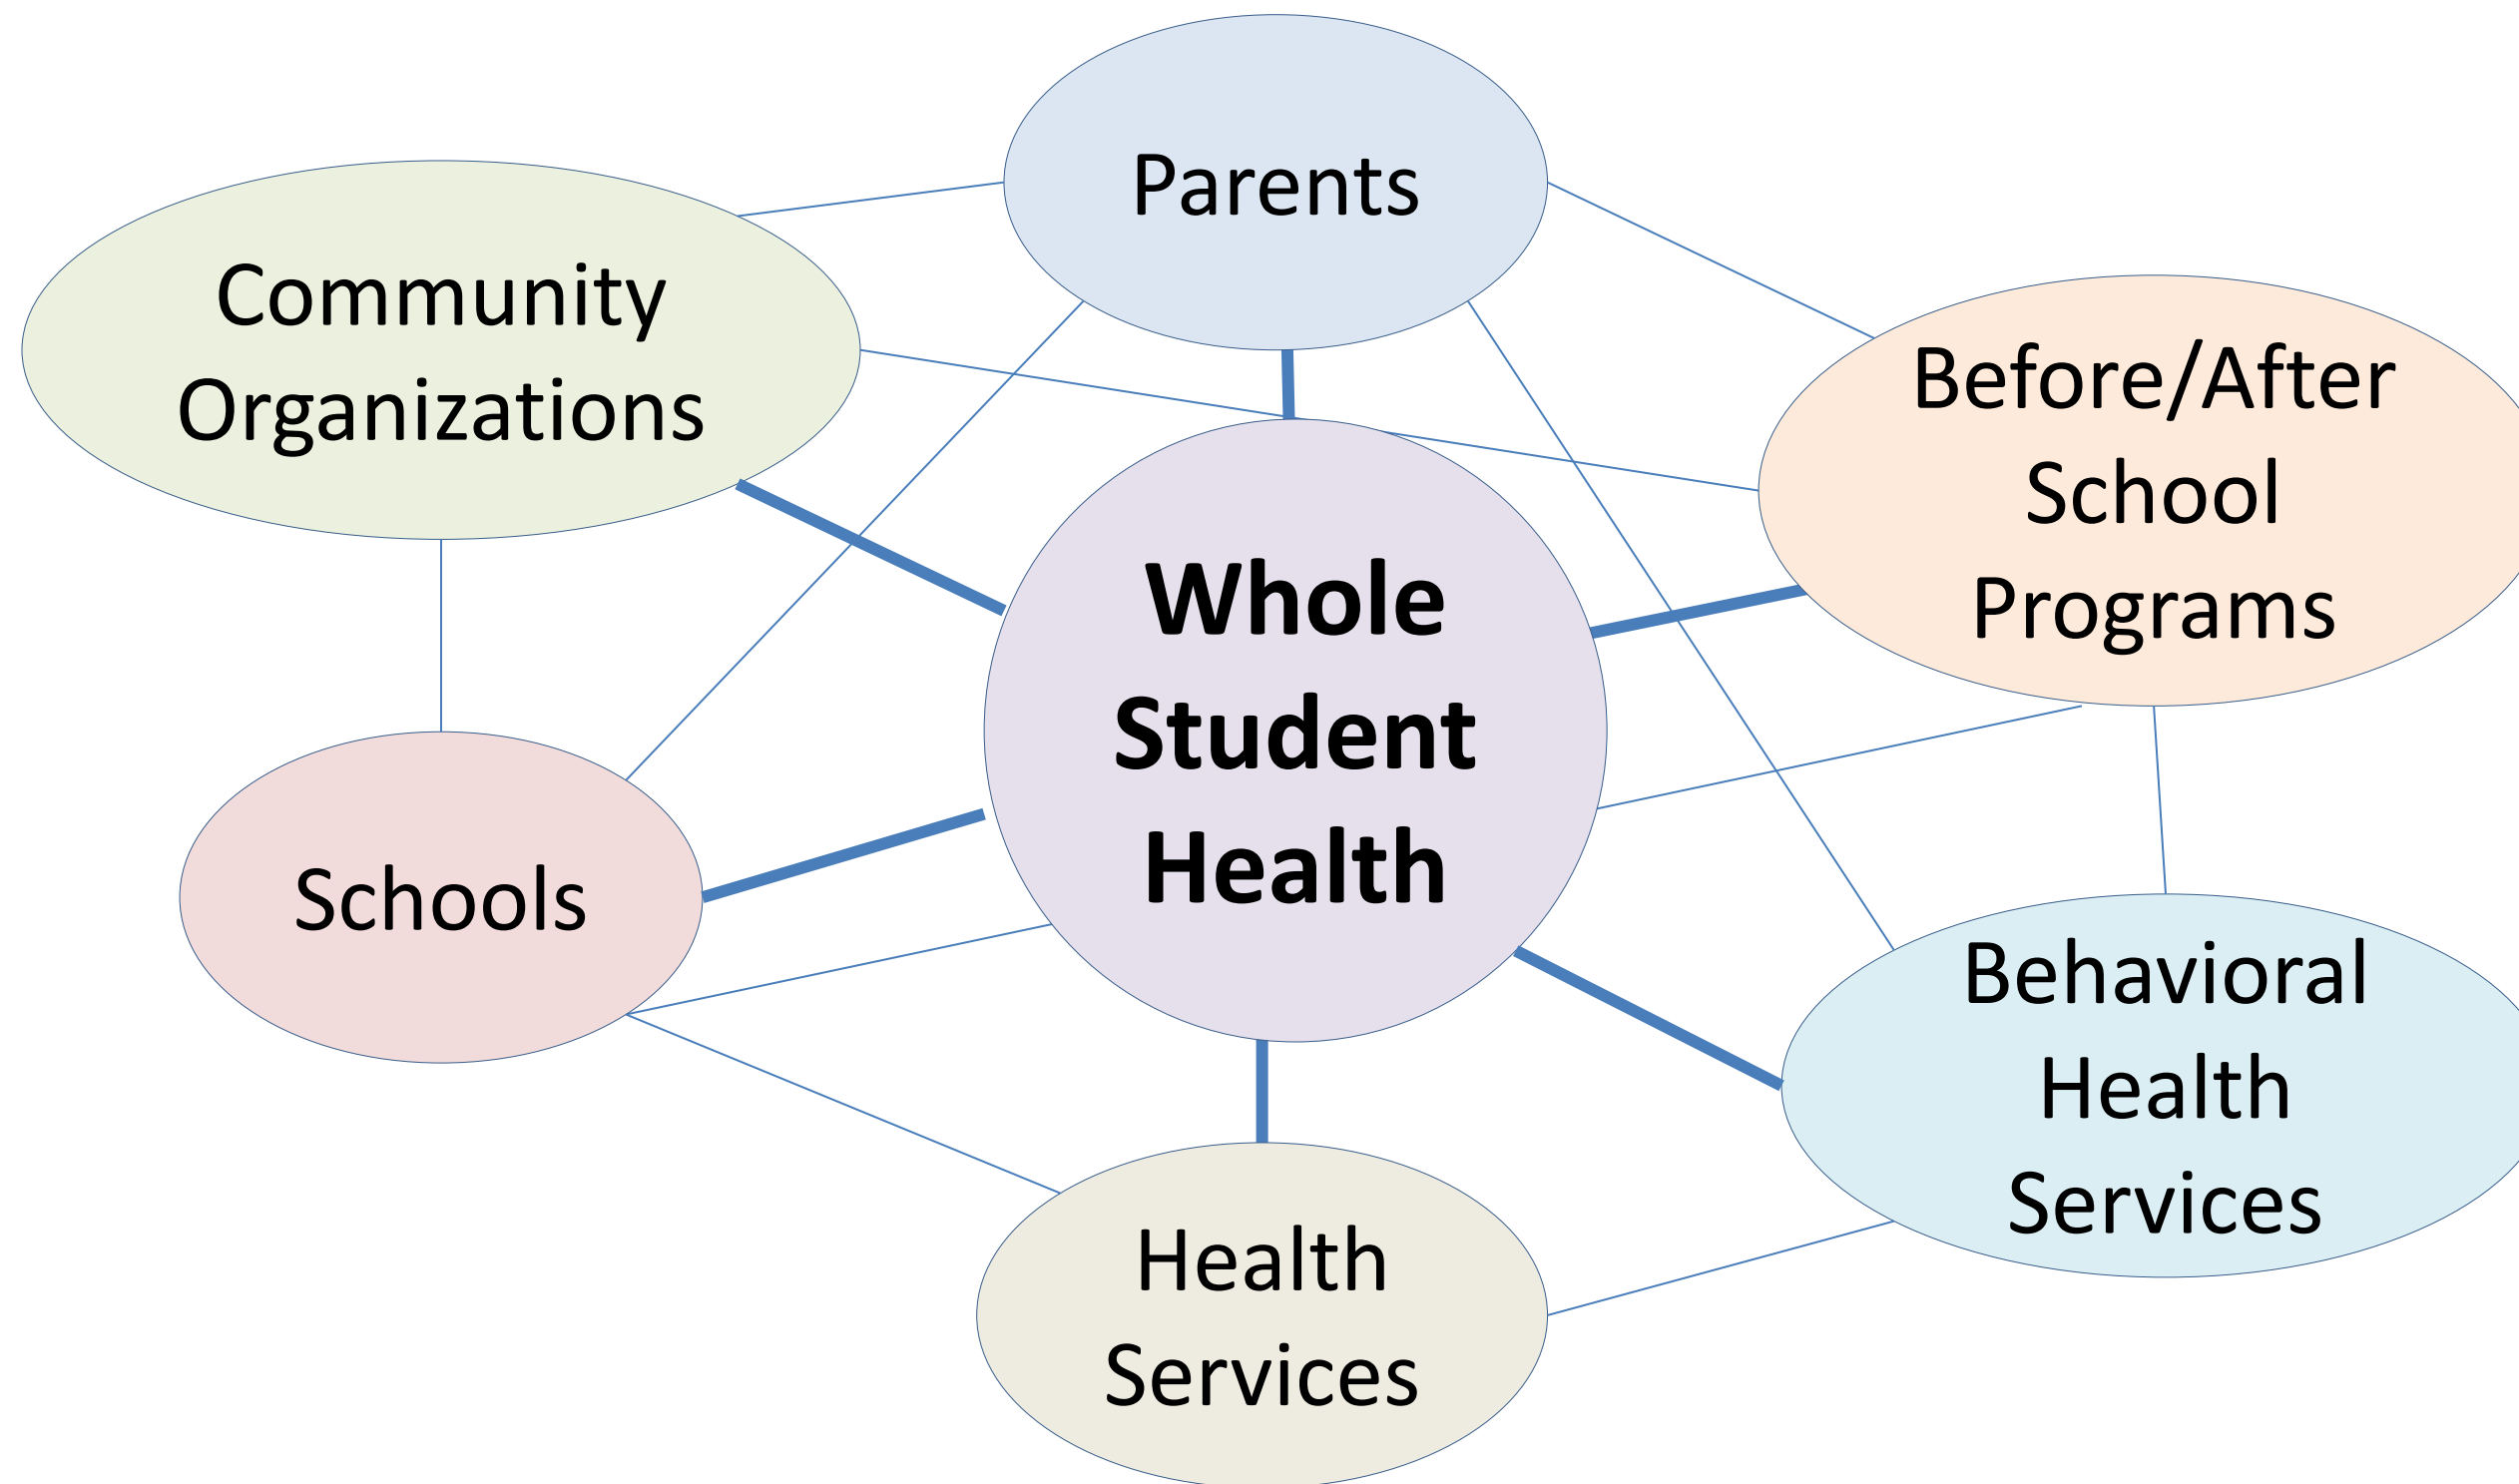 Parents
Community
Organizations
Before/After
School
Programs
Whole
Student
Health
Schools
Behavioral
Health
Services
Health
Services